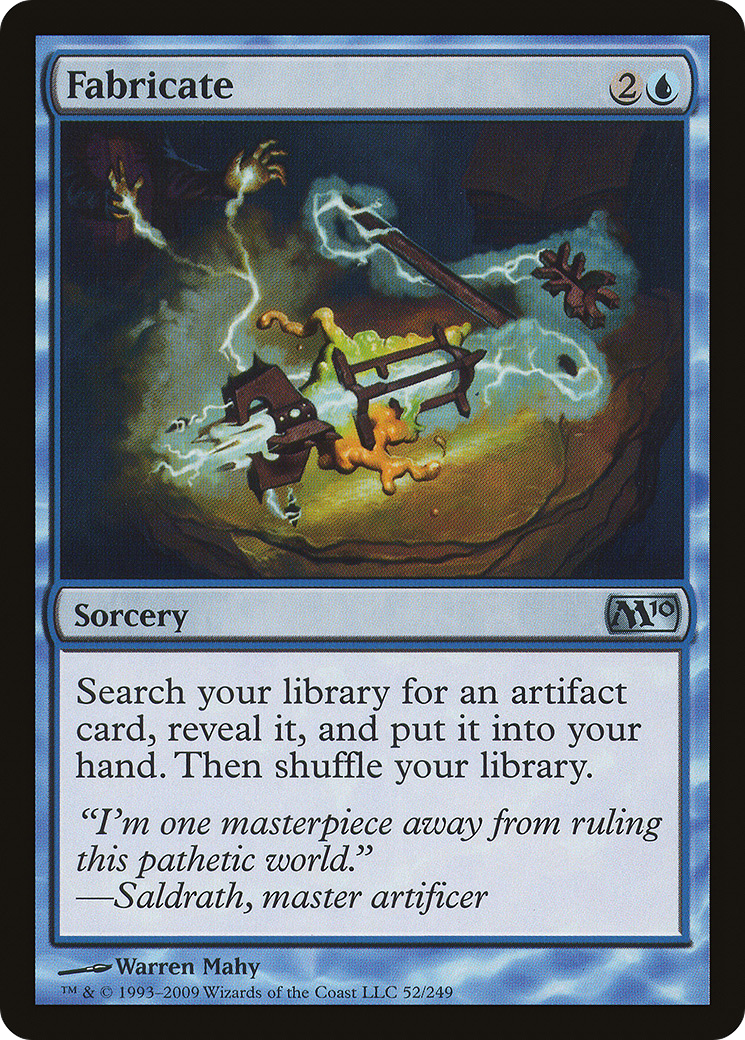 Fabricate 2
Sorcery M10
Search your library for an artifact
card, reveal it, and put it into your
hand. Then shuffle your library.
“I’m one masterpiece away from ruling
this pathetic world.”
—Saldrath, master artificer
Warren Mahy
™ & © 1993–2009 Wizards of the Coast LLC 52/249